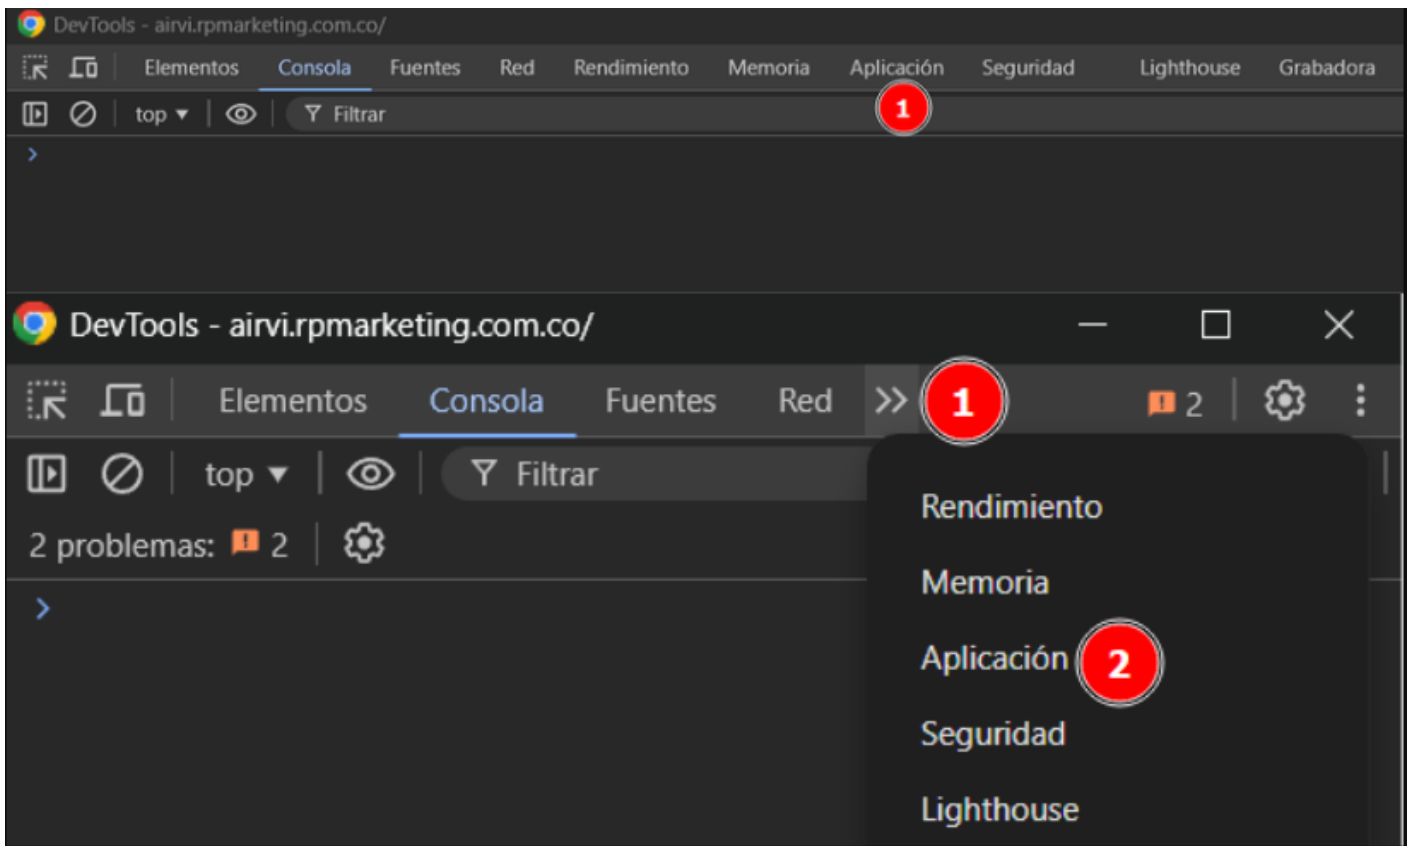 DevTools - airvi.rpmarketing.com.co/
Elementos Consola Fuentes Red Rendimiento Memoria Aplicación Seguridad Lighthouse Grabadora
top Filtrar 1
DevTools - airvi.rpmarketing.com.co/
Elementos Consola Fuentes Red 1 2
top Filtrar
Rendimiento
2 problemas: 2
Memoria
Aplicación 2
Seguridad
Lighthouse